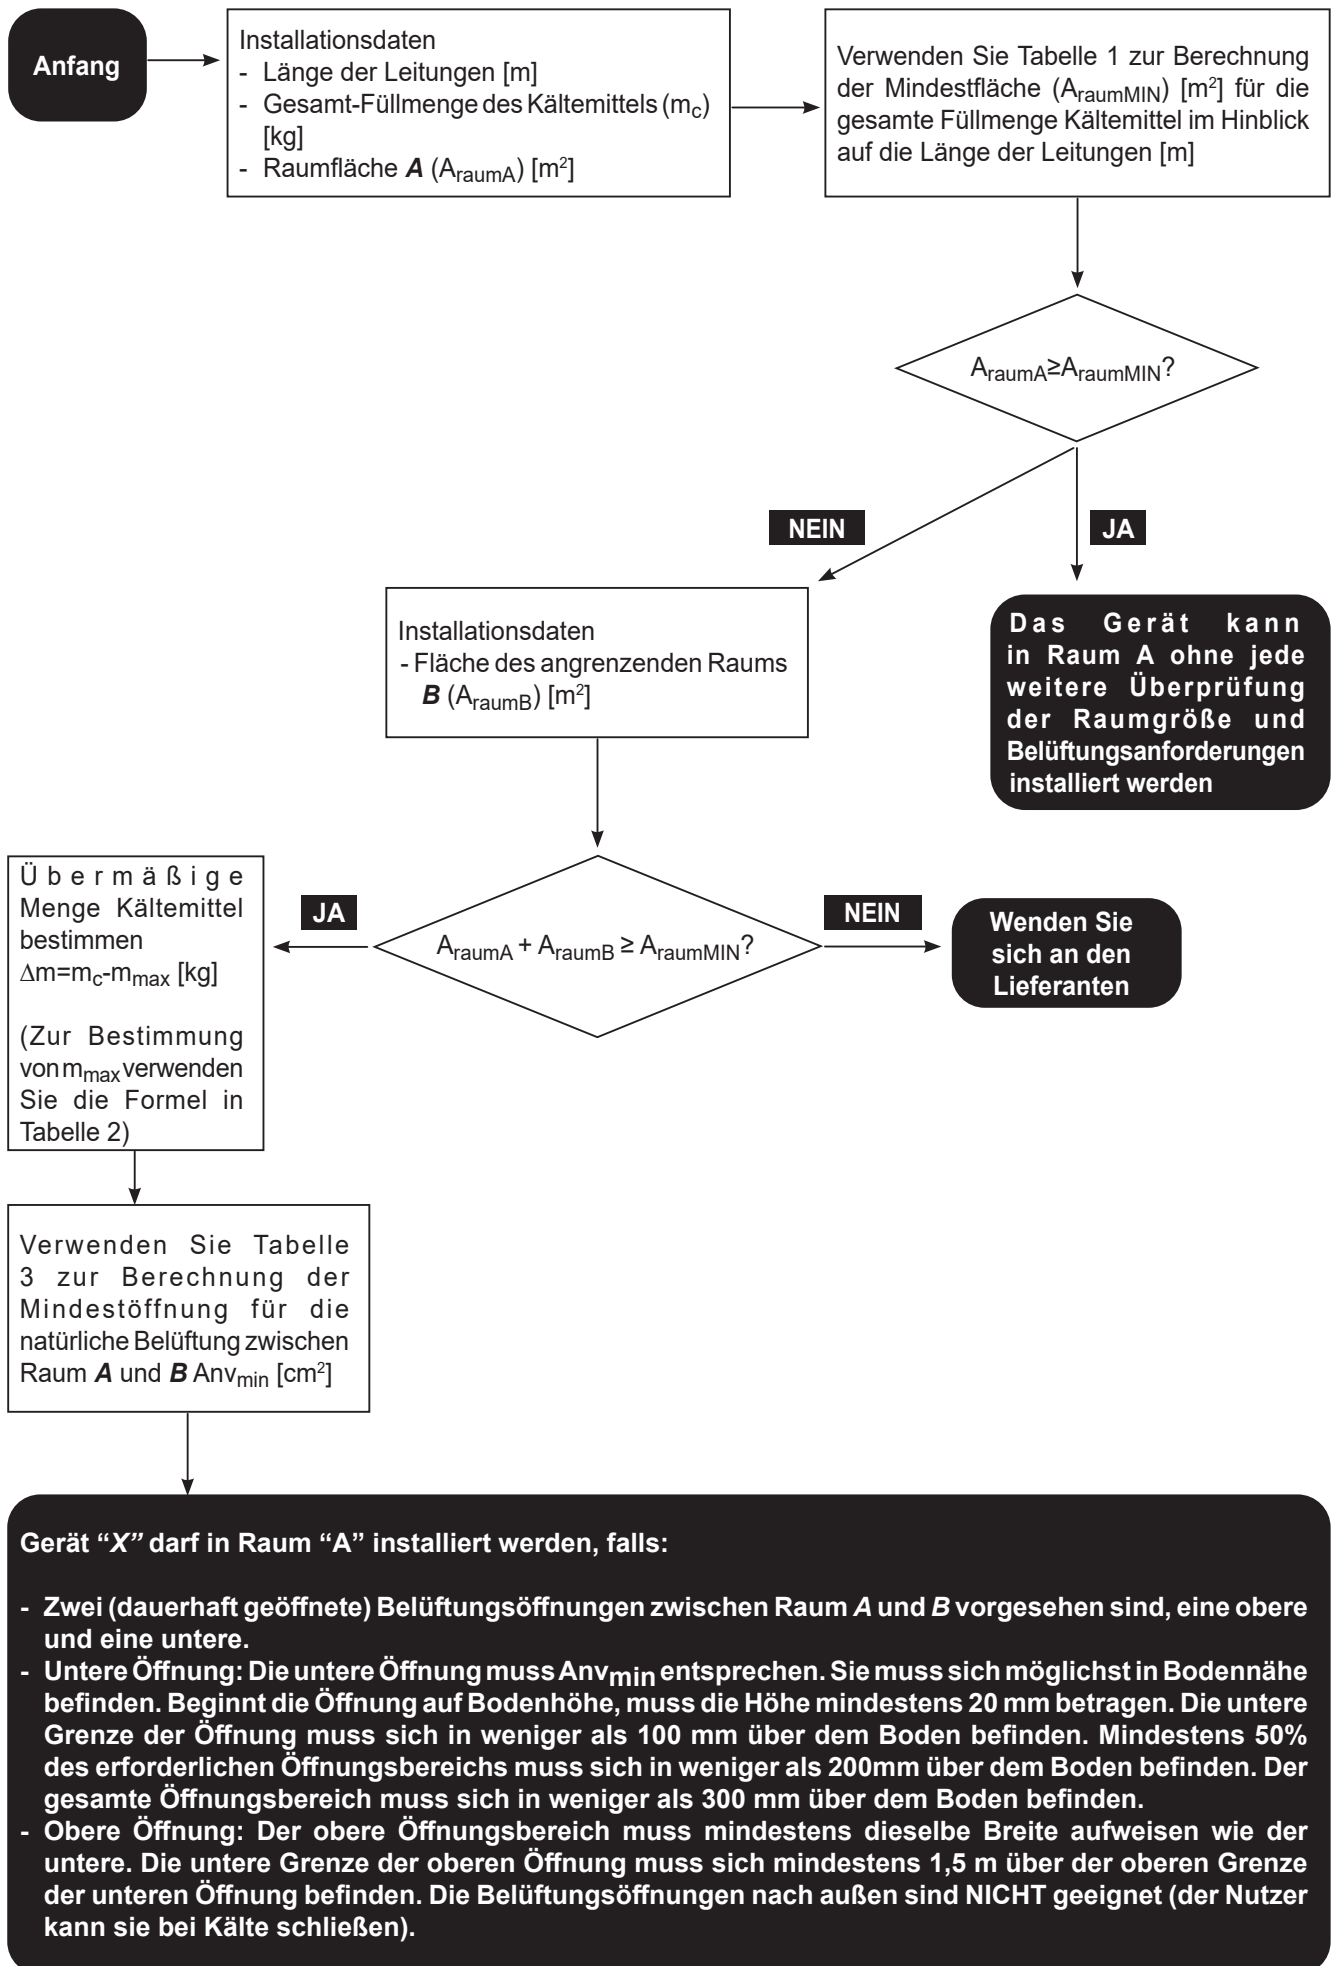 Anfang
Installationsdaten
- Länge der Leitungen [m]
- Gesamt-Füllmenge des Kältemittels (mc)
[kg]
- Raumfläche A (AraumA) [m²]
Verwenden Sie Tabelle 1 zur Berechnung
der Mindestfläche (AraumMIN) [m²] für die
gesamte Füllmenge Kältemittel im Hinblick
auf die Länge der Leitungen [m]
AraumA≥AraumMIN?
NEIN
JA
Installationsdaten
- Fläche des angrenzenden Raums
B (AraumB) [m²]
Das Gerät kann
in Raum A ohne jede
weitere Überprüfung
der Raumgröße und
Belüftungsanforderungen
installiert werden
Übermäßige
Menge Kältemittel
bestimmen
Δm=mc-mmax [kg]
(Zur Bestimmung
von mmax verwenden
Sie die Formel in
Tabelle 2)
JA
AraumA + AraumB ≥ AraumMIN?
NEIN
Wenden Sie
sich an den
Lieferanten
Verwenden Sie Tabelle
3 zur Berechnung der
Mindestöffnung für die
natürliche Belüftung zwischen
Raum A und B Anvmin [cm²]
Gerät “X” darf in Raum “A” installiert werden, falls:
- Zwei (dauerhaft geöffnete) Belüftungsöffnungen zwischen Raum A und B vorgesehen sind, eine obere
und eine untere.
- Untere Öffnung: Die untere Öffnung muss Anvmin entsprechen. Sie muss sich möglichst in Bodennähe
befinden. Beginnt die Öffnung auf Bodenhöhe, muss die Höhe mindestens 20 mm betragen. Die untere
Grenze der Öffnung muss sich in weniger als 100 mm über dem Boden befinden. Mindestens 50%
des erforderlichen Öffnungsbereichs muss sich in weniger als 200mm über dem Boden befinden. Der
gesamte Öffnungsbereich muss sich in weniger als 300 mm über dem Boden befinden.
- Obere Öffnung: Der obere Öffnungsbereich muss mindestens dieselbe Breite aufweisen wie der
untere. Die untere Grenze der oberen Öffnung muss sich mindestens 1,5 m über der oberen Grenze
der unteren Öffnung befinden. Die Belüftungsöffnungen nach außen sind NICHT geeignet (der Nutzer
kann sie bei Kälte schließen).